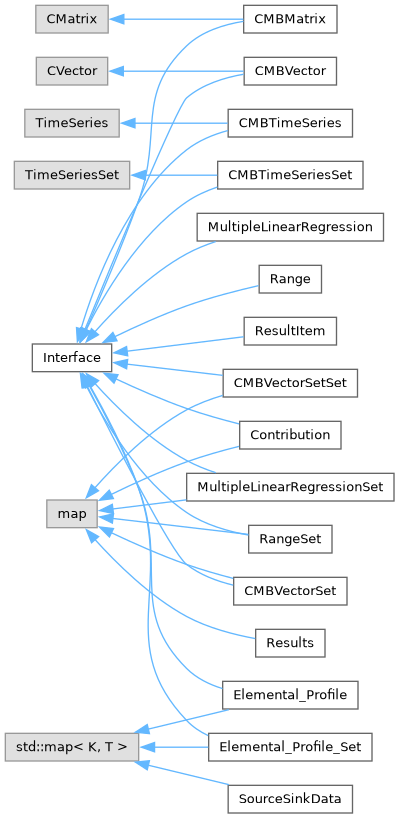 CMatrix
CMBMatrix
CVector
CMBVector
TimeSeries
CMBTimeSeries
TimeSeriesSet
CMBTimeSeriesSet
MultipleLinearRegression
Range
ResultItem
Interface
CMBVectorSetSet
Contribution
MultipleLinearRegressionSet
map
RangeSet
CMBVectorSet
Results
Elemental_Profile
std::map< K, T >
Elemental_Profile_Set
SourceSinkData